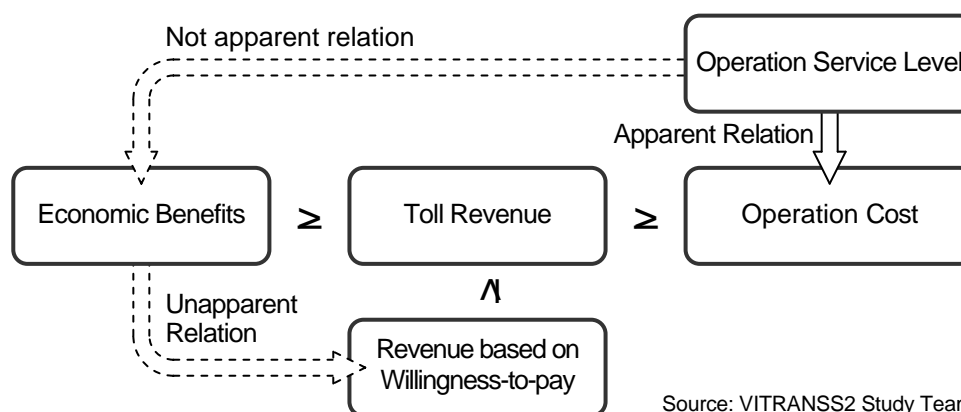 Not apparent relation
Operation Service Level
Apparent Relation
Economic Benefits
≥
Toll Revenue
≥
Operation Cost
Unapparent
Relation
Revenue based on
Willingness-to-pay
Source: VITRANSS2 Study Tear